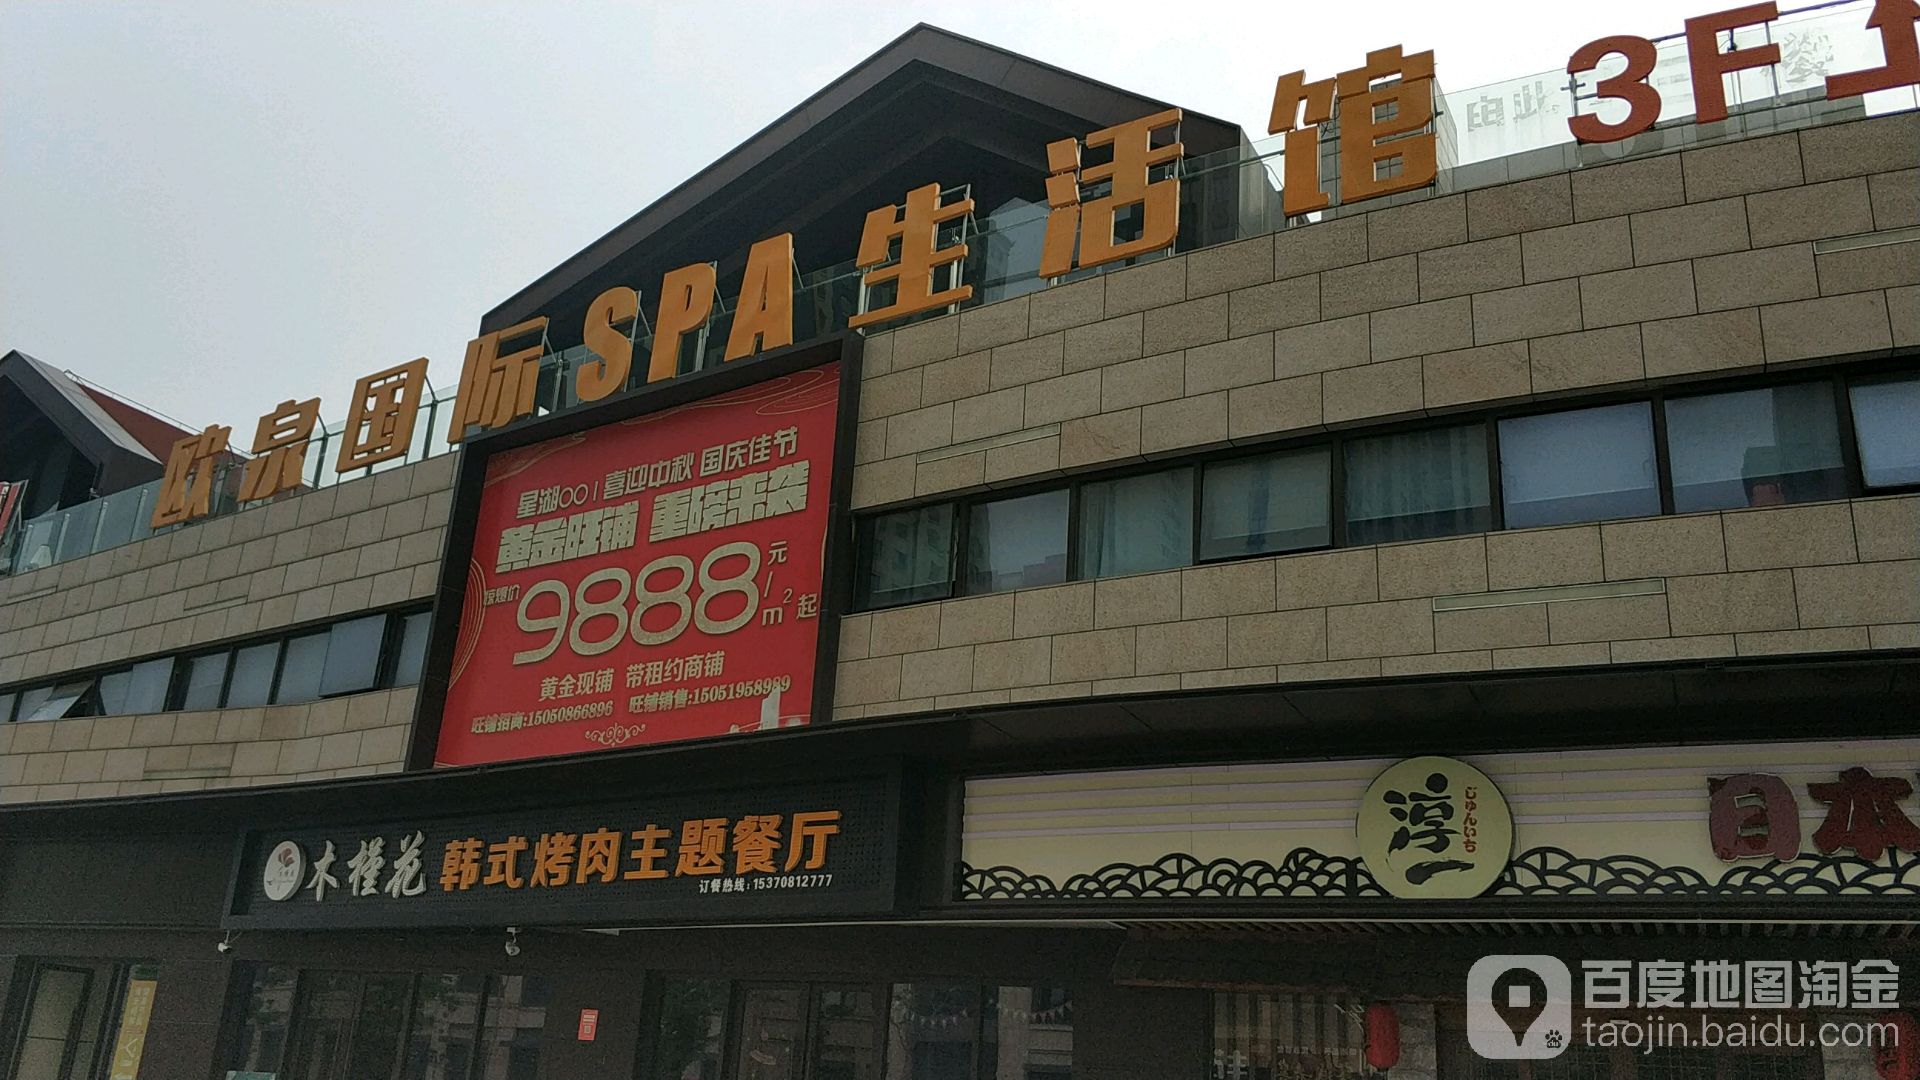 欧泉国际SPA生活馆 3F
星湖001喜迎中秋 国庆佳节
黄金旺铺 重磅来袭
惊爆价 9888元/m²起
黄金现铺 带租约商铺
旺铺招商:15050866896 旺铺销售:15051958989
木槿花 韩式烤肉主题餐厅
订餐热线:15370812777
淳一
じゅんいち
日本
百度地图淘金
taojin.baidu.com